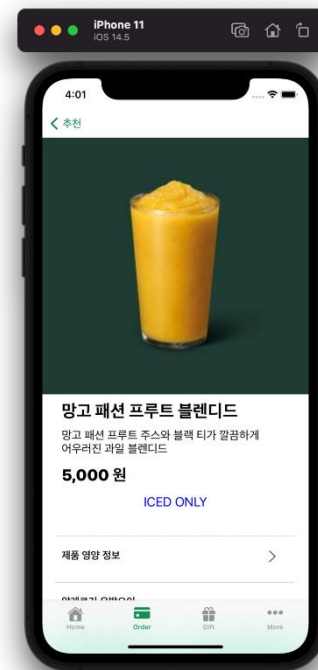 iPhone 11
iOS 14.5
4:01
추천
망고 패션 프루트 블렌디드
망고 패션 프루트 주스와 블랙 티가 깔끔하게
어우러진 과일 블렌디드
5,000 원
ICED ONLY
제품 영양 정보
Home
Order
Gift
More